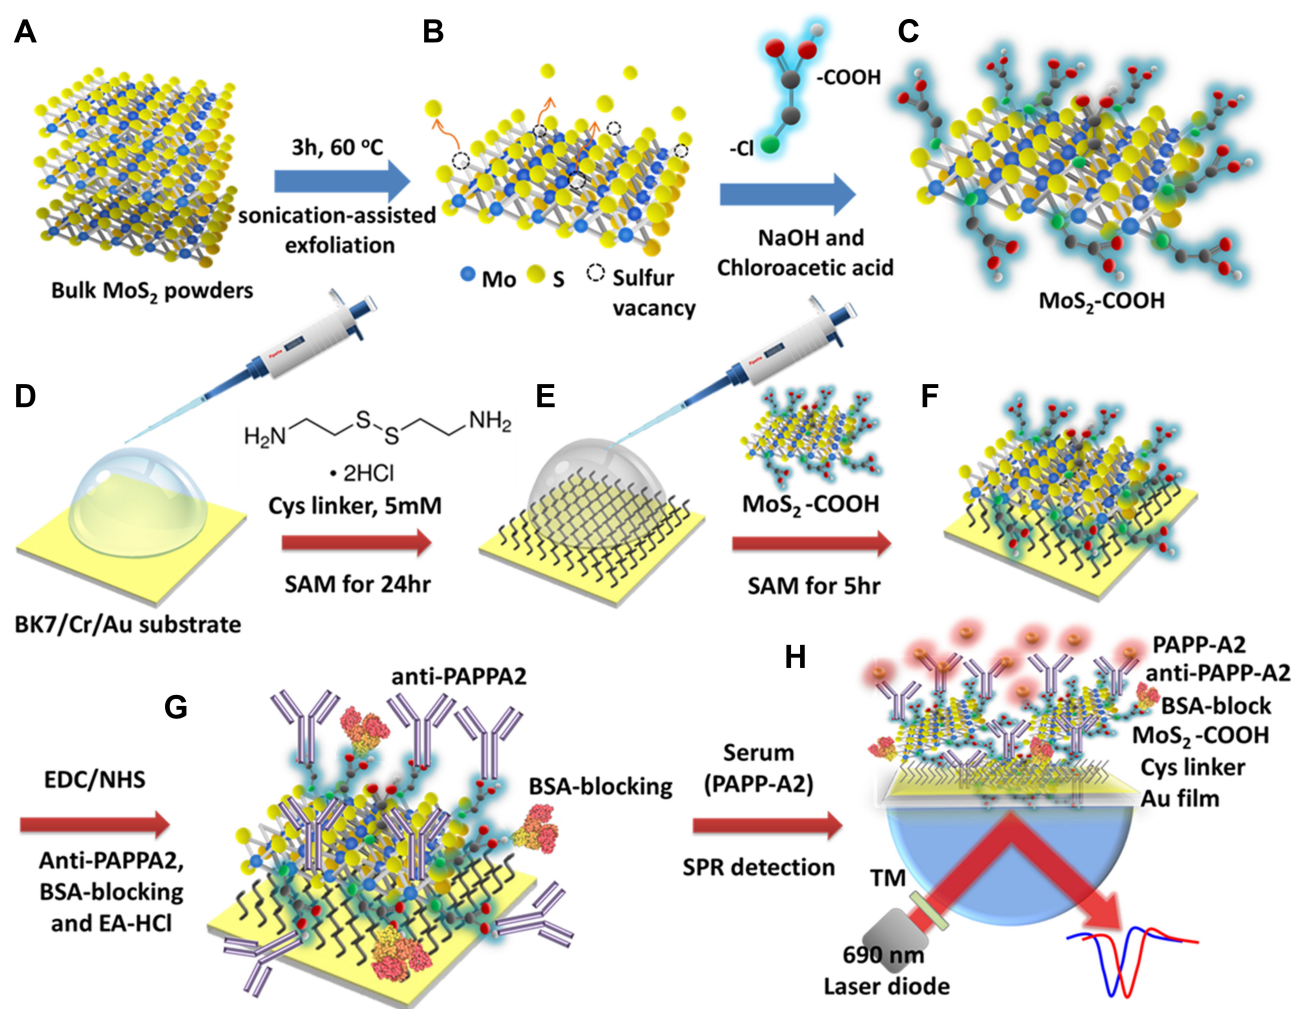 A
B
C
3h, 60 °C
sonication-assisted
exfoliation
Bulk MoS2 powders
Mo
S
Sulfur
vacancy
-COOH
-Cl
NaOH and
Chloroacetic acid
MoS2-COOH
D
E
F
H2N
S
S
NH2
• 2HCl
Cys linker, 5mM
SAM for 24hr
BK7/Cr/Au substrate
MoS2 -COOH
SAM for 5hr
G
H
EDC/NHS
Anti-PAPPA2,
BSA-blocking
and EA-HCl
anti-PAPPA2
BSA-blocking
Serum
(PAPP-A2)
SPR detection
PAPP-A2
anti-PAPP-A2
BSA-block
MoS2 -COOH
Cys linker
Au film
TM
690 nm
Laser diode